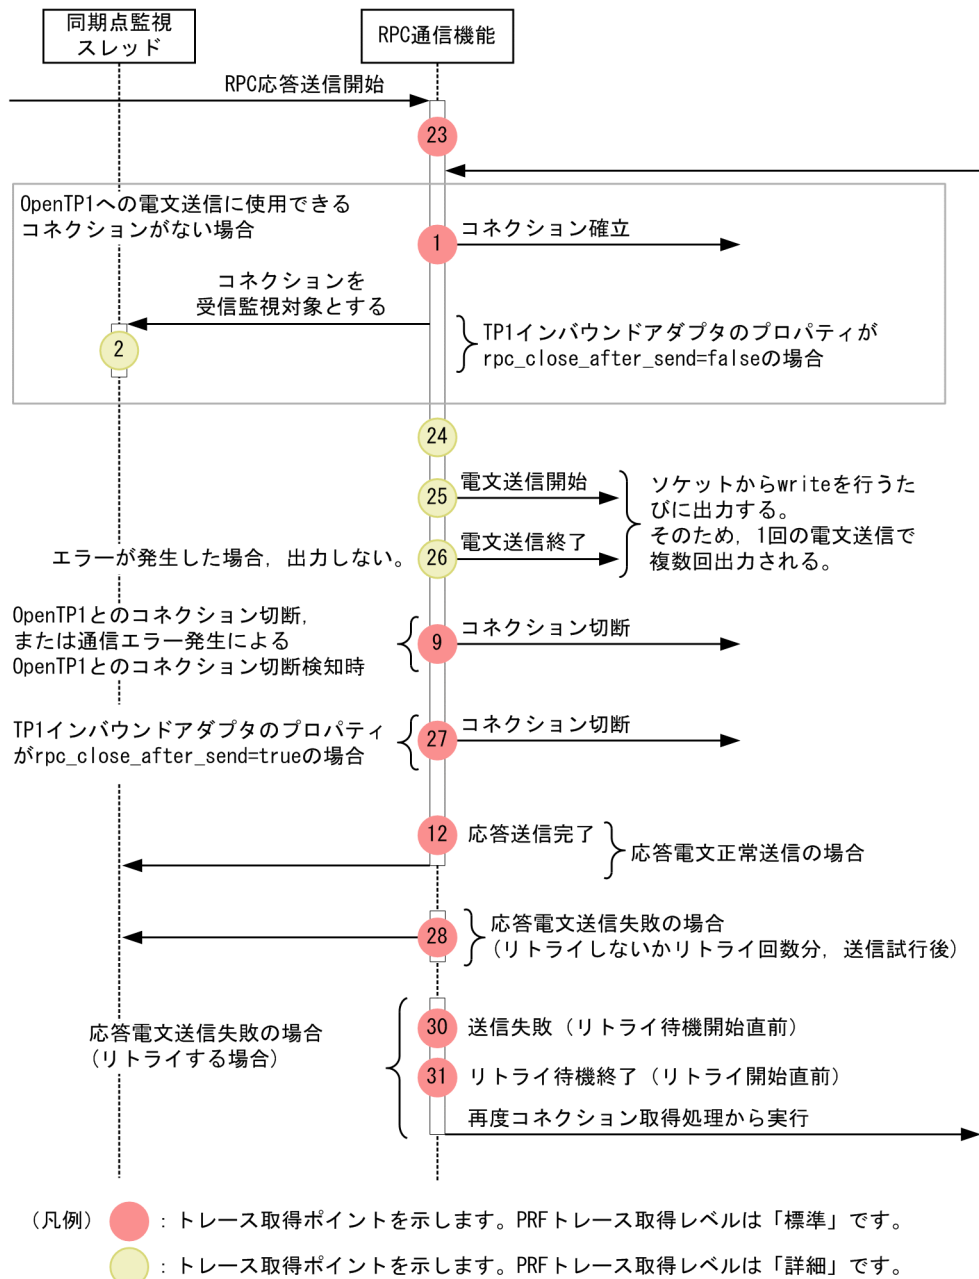 同期点監視
スレッド
RPC通信機能
RPC応答送信開始
23
OpenTP1への電文送信に使用できる
コネクションがない場合
1
コネクション確立
コネクションを
受信監視対象とする
2
TP1インバウンドアダプタのプロパティが
rpc_close_after_send=falseの場合
24
25
電文送信開始
ソケットからwriteを行うた
びに出力する。
そのため，1回の電文送信で
複数回出力される。
エラーが発生した場合，出力しない。
26
電文送信終了
OpenTP1とのコネクション切断，
または通信エラー発生による
OpenTP1とのコネクション切断検知時
9
コネクション切断
TP1インバウンドアダプタのプロパティ
がrpc_close_after_send=trueの場合
27
コネクション切断
12
応答送信完了
応答電文正常送信の場合
28
応答電文送信失敗の場合
（リトライしないかリトライ回数分，送信試行後）
応答電文送信失敗の場合
（リトライする場合）
30
送信失敗（リトライ待機開始直前）
31
リトライ待機終了（リトライ開始直前）
再度コネクション取得処理から実行
（凡例）
：トレース取得ポイントを示します。PRFトレース取得レベルは「標準」です。
：トレース取得ポイントを示します。PRFトレース取得レベルは「詳細」です。